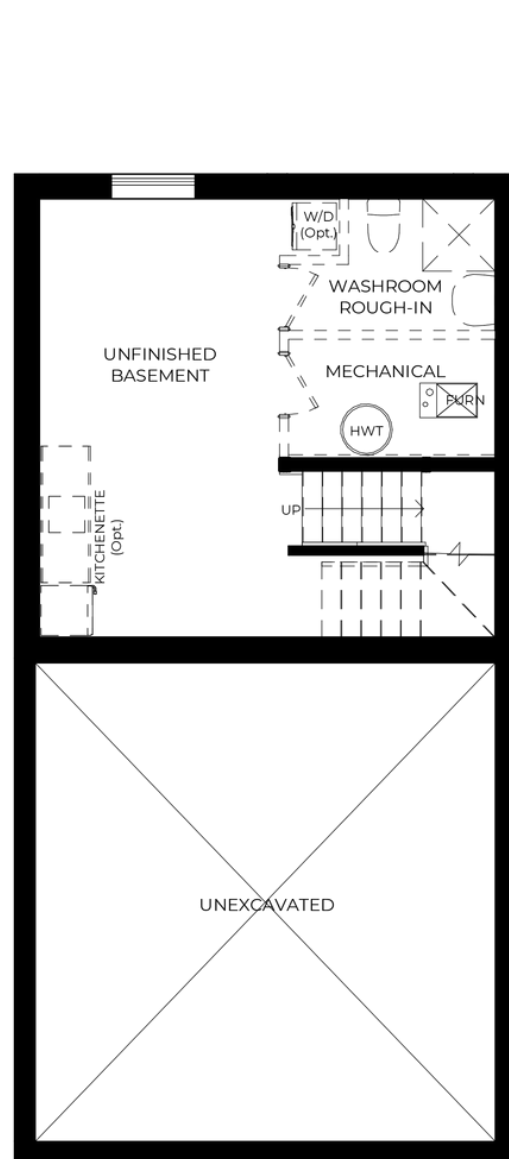 W/D
(Opt.)
WASHROOM
ROUGH-IN
UNFINISHED
BASEMENT
MECHANICAL
FURN
HWT
KITCHENETTE
(Opt.)
UP
UNEXCAVATED